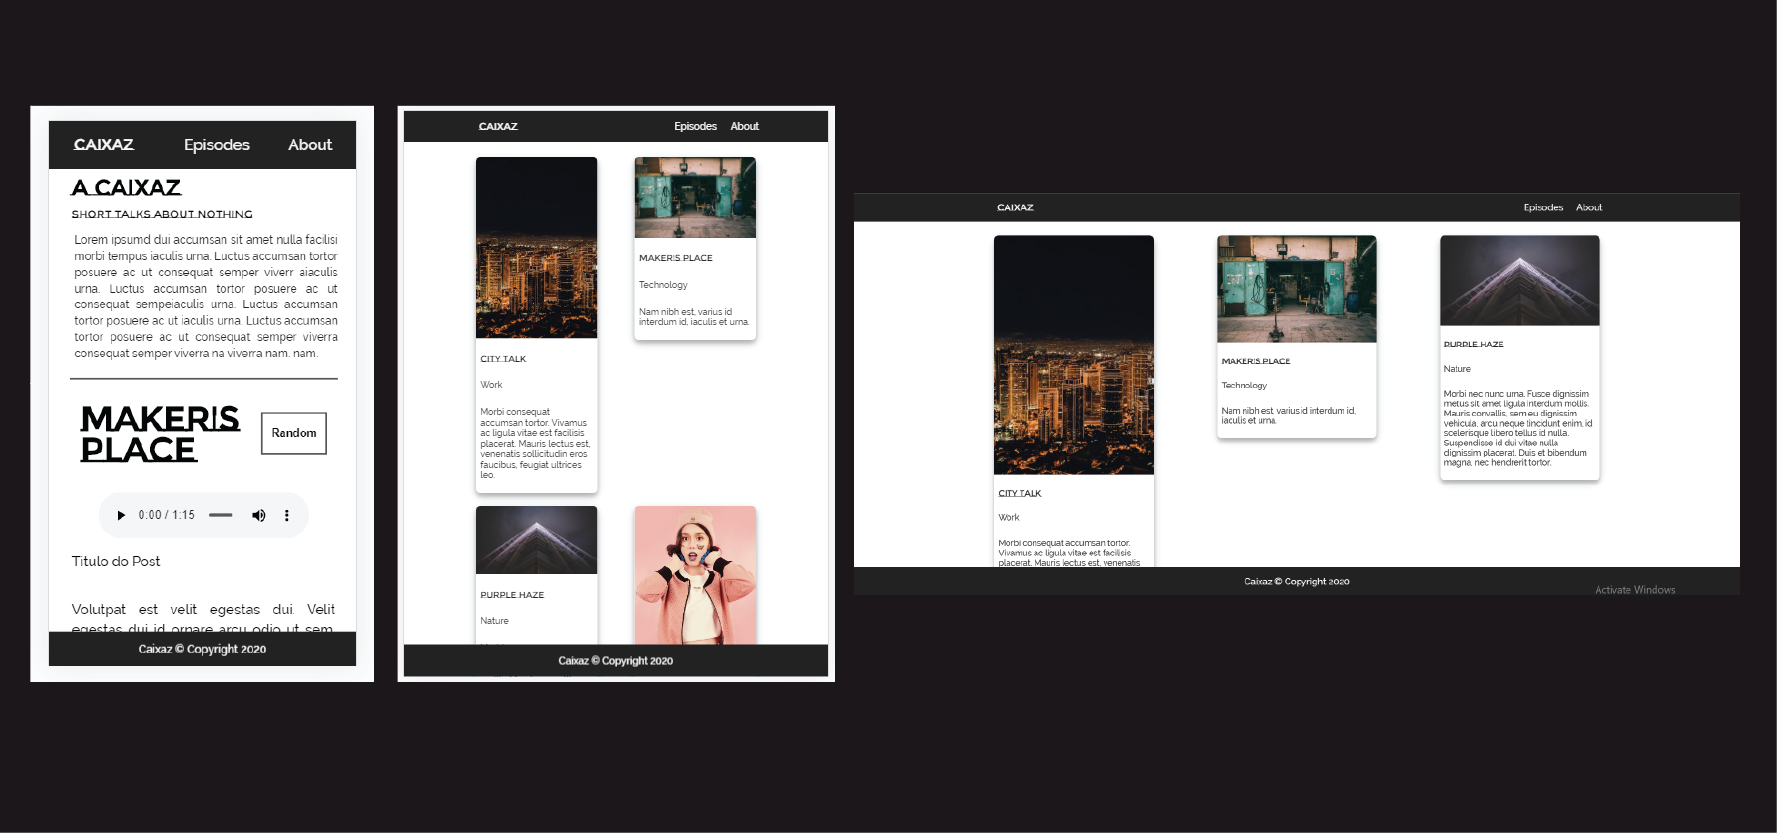 CAIXAZ Episodes About
A CAIXAZ
SHORT TALKS ABOUT NOTHING
Lorem ipsumd dui accumsan sit amet nulla facilisi
morbi tempus iaculis urna. Luctus accumsan tortor
posuere ac ut consequat semper viverr aiaculis
urna. Luctus accumsan tortor posuere ac ut
consequat sempeiaculis urna. Luctus accumsan
tortor posuere ac ut iaculis urna. Luctus accumsan
tortor posuere ac ut consequat semper viverra
consequat semper viverra na viverra nam. nam.
MAKER!S
PLACE
Random
0:00 / 1:15
Titulo do Post
Volutpat est velit egestas dui. Velit
egestas dui id ornare arcu odio ut sem.
Caixaz © Copyright 2020
CAIXAZ Episodes About
CITY TALK
Work
Morbi consequat
accumsan tortor. Vivamus
ac ligula vitae est facilisis
placerat. Mauris lectus est,
venenatis sollicitudin eros
faucibus, feugiat ultrices
leo.
MAKER!S PLACE
Technology
Nam nibh est, varius id
interdum id, iaculis et urna.
PURPLE HAZE
Nature
Caixaz © Copyright 2020
CAIXAZ Episodes About
CITY TALK
Work
Morbi consequat accumsan tortor.
Vivamus ac ligula vitae est facilisis
placerat. Mauris lectus est, venenatis
MAKER!S PLACE
Technology
Nam nibh est, varius id interdum id,
iaculis et urna.
PURPLE HAZE
Nature
Morbi nec nunc urna. Fusce dignissim
metus sit amet ligula interdum mollis.
Mauris convallis, sem eu dignissim
vehicula, arcu neque tincidunt enim, id
scelerisque libero tellus id nulla.
Suspendisse id dui vitae nulla
dignissim placerat. Duis et bibendum
magna, nec hendrerit tortor.
Caixaz © Copyright 2020
Activate Windows